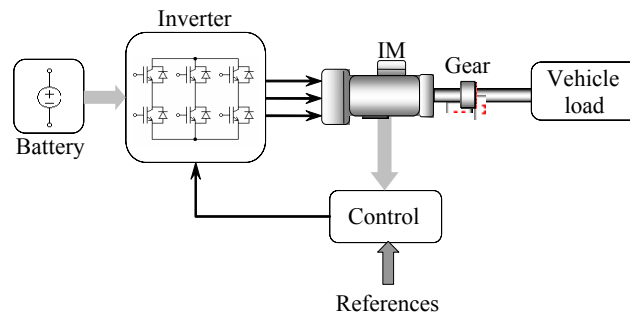 Inverter
IM
Gear
Vehicle
load
Battery
Control
References